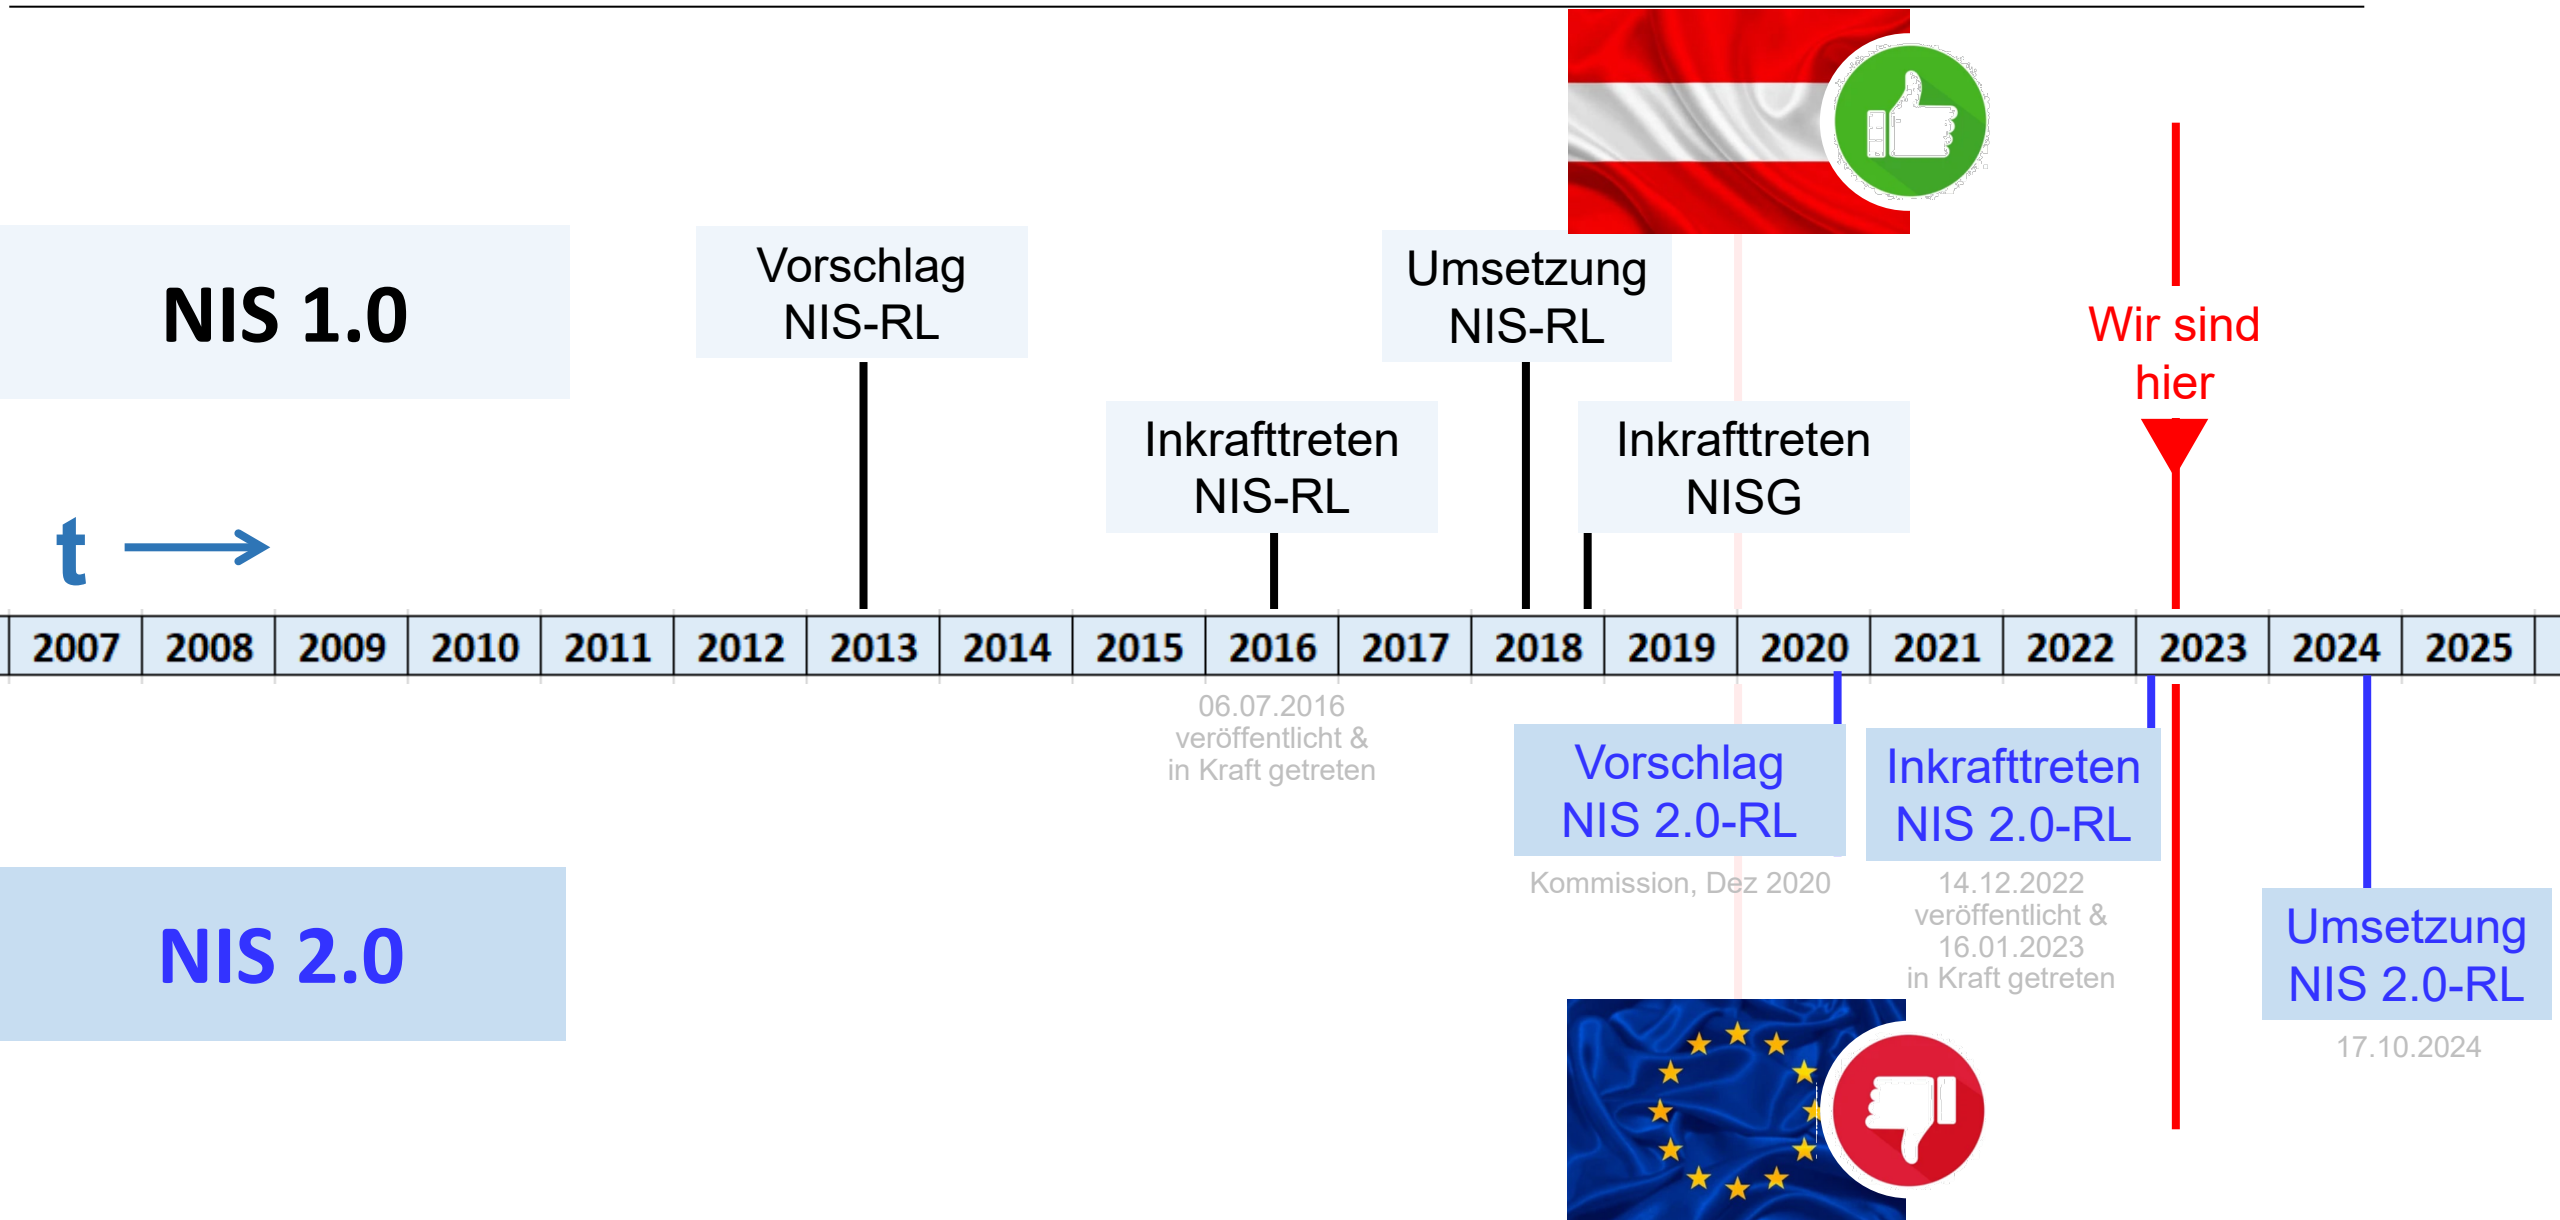 NIS 1.0
Vorschlag
NIS-RL
Umsetzung
NIS-RL
Wir sind
hier
Inkrafttreten
NIS-RL
Inkrafttreten
NISG
t
2007 2008 2009 2010 2011 2012 2013 2014 2015 2016 2017 2018 2019 2020 2021 2022 2023 2024 2025
06.07.2016
veröffentlicht &
in Kraft getreten
Vorschlag
NIS 2.0-RL
Kommission, Dez 2020
Inkrafttreten
NIS 2.0-RL
14.12.2022
veröffentlicht &
16.01.2023
in Kraft getreten
NIS 2.0
Umsetzung
NIS 2.0-RL
17.10.2024